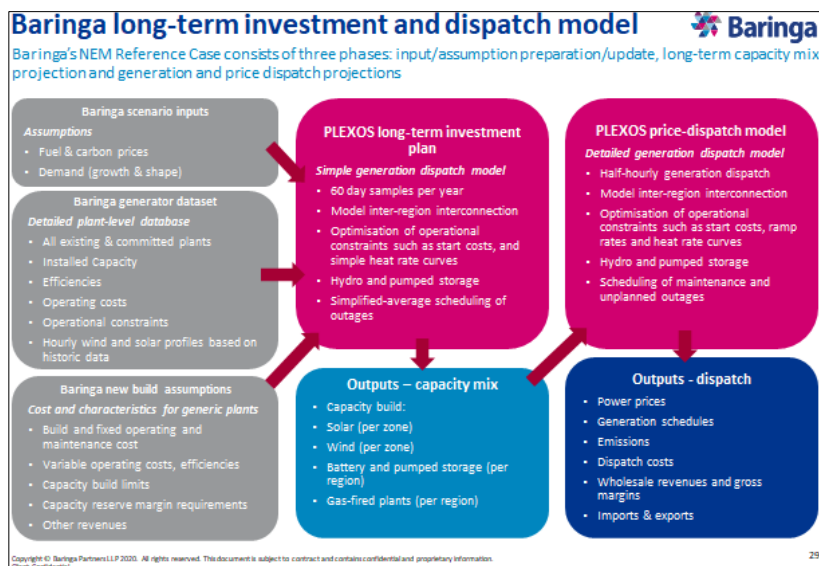 Baringa long-term investment and dispatch model
Baringa
Baringa's NEM Reference Case consists of three phases: input/assumption preparation/update, long-term capacity mix
projection and generation and price dispatch projections
Baringa scenario inputs
Assumptions
• Fuel & carbon prices
• Demand (growth & shape)
Baringa generator dataset
Detailed plant-level database
• All existing & committed plants
• Installed Capacity
• Efficiencies
• Operating costs
• Operational constraints
• Hourly wind and solar profiles based on
historic data
Baringa new build assumptions
Cost and characteristics for generic plants
• Build and fixed operating and
maintenance cost
• Variable operating costs, efficiencies
• Capacity build limits
• Capacity reserve margin requirements
• Other revenues
PLEXOS long-term investment
plan
Simple generation dispatch model
• 60 day samples per year
• Model inter-region interconnection
• Optimisation of operational
constraints such as start costs, and
simple heat rate curves
• Hydro and pumped storage
• Simplified-average scheduling of
outages
Outputs – capacity mix
• Capacity build:
• Solar (per zone)
• Wind (per zone)
• Battery and pumped storage (per
region)
• Gas-fired plants (per region)
PLEXOS price-dispatch model
Detailed generation dispatch model
• Half-hourly generation dispatch
• Model inter-region interconnection
• Optimisation of operational
constraints such as start costs, ramp
rates and heat rate curves
• Hydro and pumped storage
• Scheduling of maintenance and
unplanned outages
Outputs - dispatch
• Power prices
• Generation schedules
• Emissions
• Dispatch costs
• Wholesale revenues and gross
margins
• Imports & exports
Copyright © Baringa Partners LLP 2020. All rights reserved. This document is subject to contract and contains confidential and proprietary information.
29